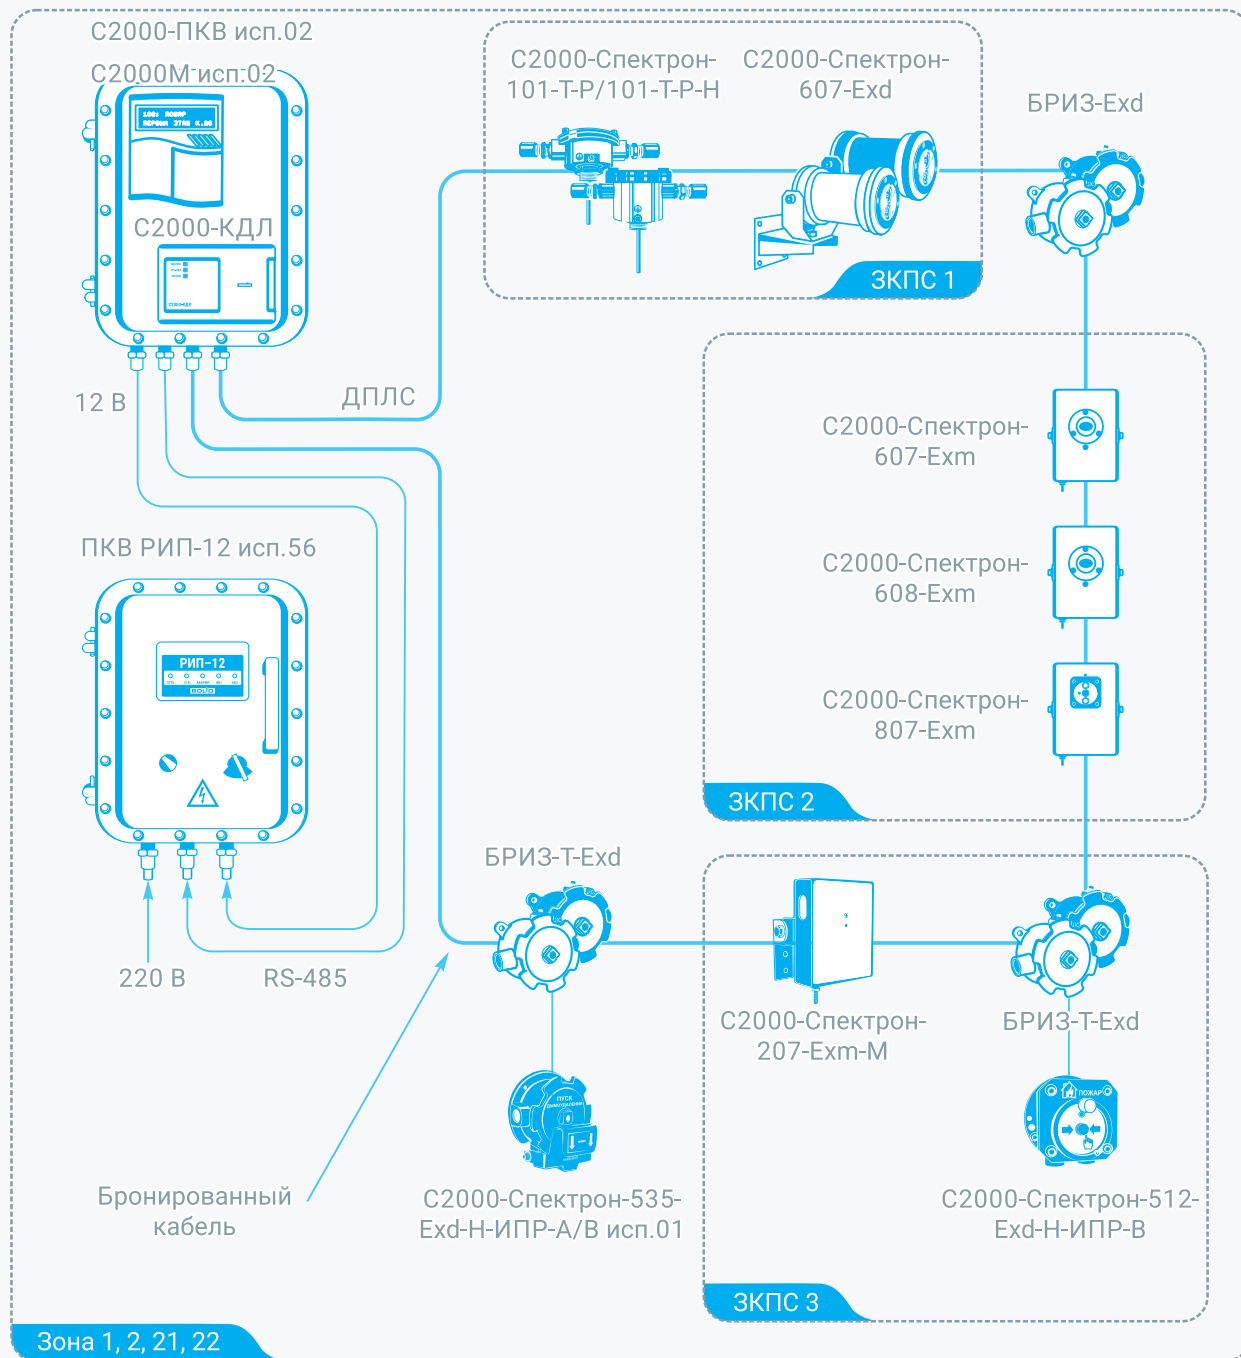 С2000-ПКВ исп.02
С2000М исп.02
С2000-КДЛ
12 В
ДПЛС
С2000-Спектрон-
101-Т-Р/101-Т-Р-Н
С2000-Спектрон-
607-Exd
ЗКПС 1
БРИЗ-Exd
С2000-Спектрон-
607-Exm
С2000-Спектрон-
608-Exm
С2000-Спектрон-
807-Exm
ЗКПС 2
ПКВ РИП-12 исп.56
РИП-12
BOLID
220 В
RS-485
БРИЗ-Т-Exd
С2000-Спектрон-
207-Exm-М
БРИЗ-Т-Exd
ПУСК
ДЫМОУДАЛЕНИЯ
ПОЖАР
Бронированный
кабель
С2000-Спектрон-535-
Exd-Н-ИПР-А/В исп.01
С2000-Спектрон-512-
Exd-Н-ИПР-В
ЗКПС 3
Зона 1, 2, 21, 22